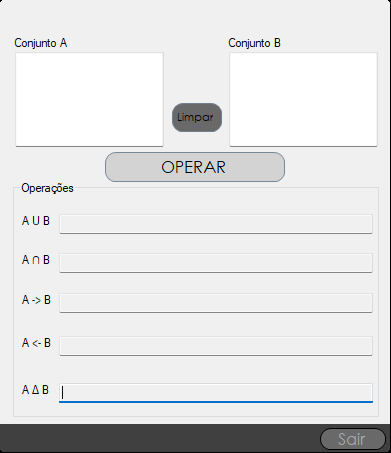 Conjunto A
Conjunto B
Limpar
OPERAR
Operações
A U B
A ∩ B
A -> B
A <- B
A Δ B
Sair